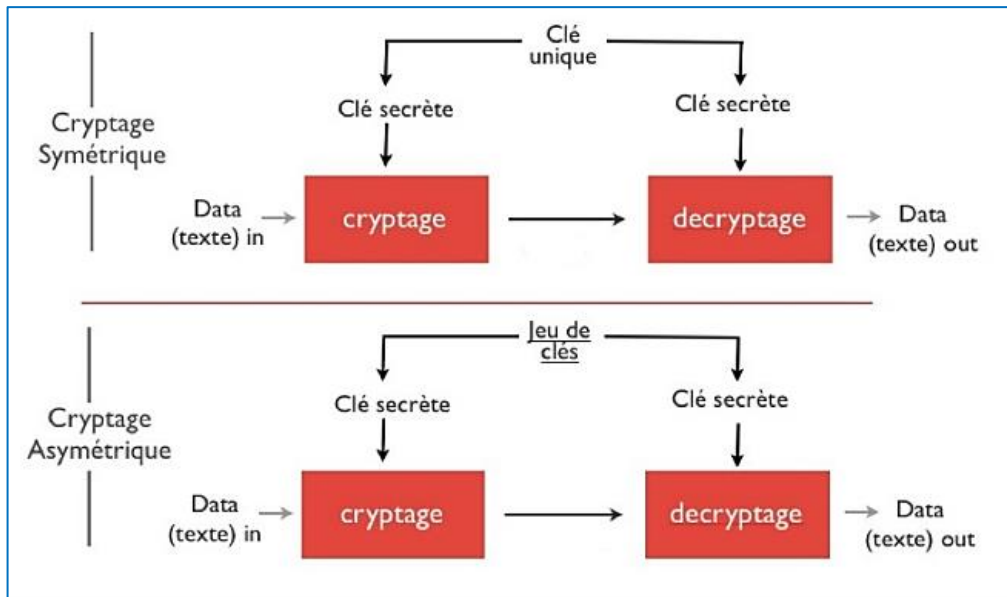 Clé
unique
Clé secrète
Clé secrète
Cryptage
Symétrique
Data
(texte) in
cryptage
decryptage
Data
(texte) out
Jeu de
clés
Clé secrète
Clé secrète
Cryptage
Asymétrique
Data
(texte) in
cryptage
decryptage
Data
(texte) out